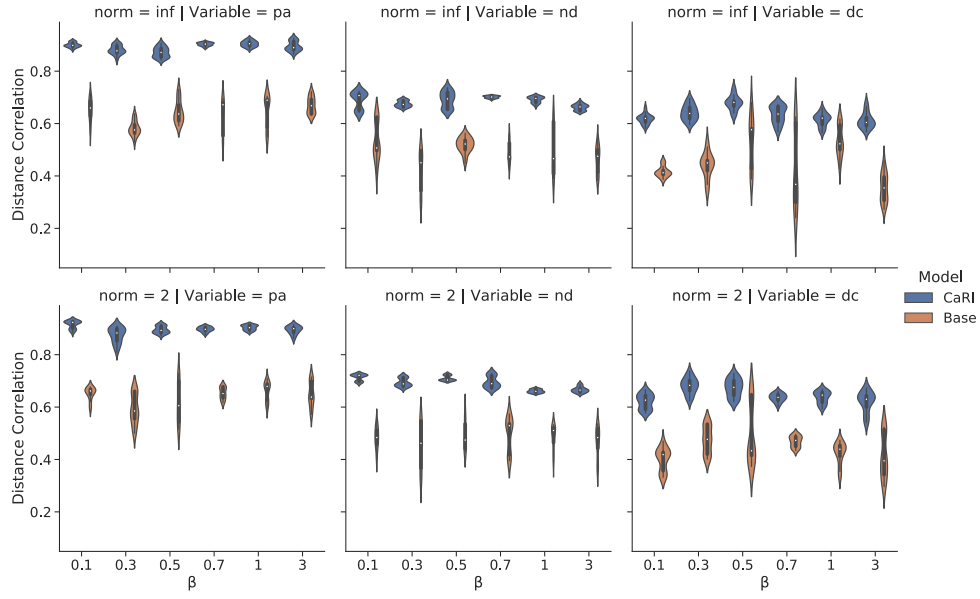 norm = inf | Variable = pa
norm = inf | Variable = nd
norm = inf | Variable = dc
Distance Correlation
0.8
0.6
0.4
0.2
Model
CaRI
Base
norm = 2 | Variable = pa
norm = 2 | Variable = nd
norm = 2 | Variable = dc
Distance Correlation
0.8
0.6
0.4
0.2
0.1 0.3 0.5 0.7 1 3
β
0.1 0.3 0.5 0.7 1 3
β
0.1 0.3 0.5 0.7 1 3
β